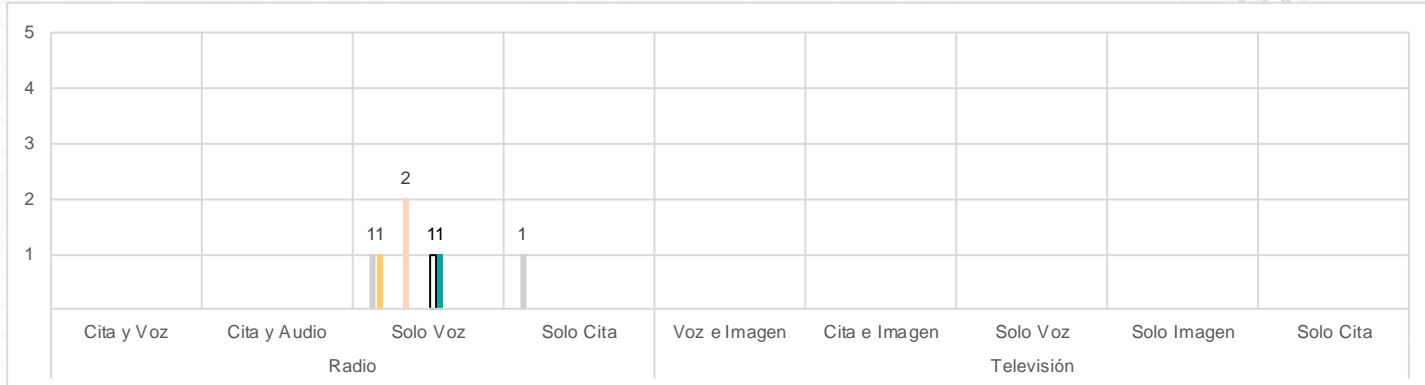 5
4
3
2
1
2
11
11
1
Cita y Voz
Cita y Audio
Solo Voz
Solo Cita
Voz e Imagen
Cita e Imagen
Solo Voz
Solo Imagen
Solo Cita
Radio
Televisión